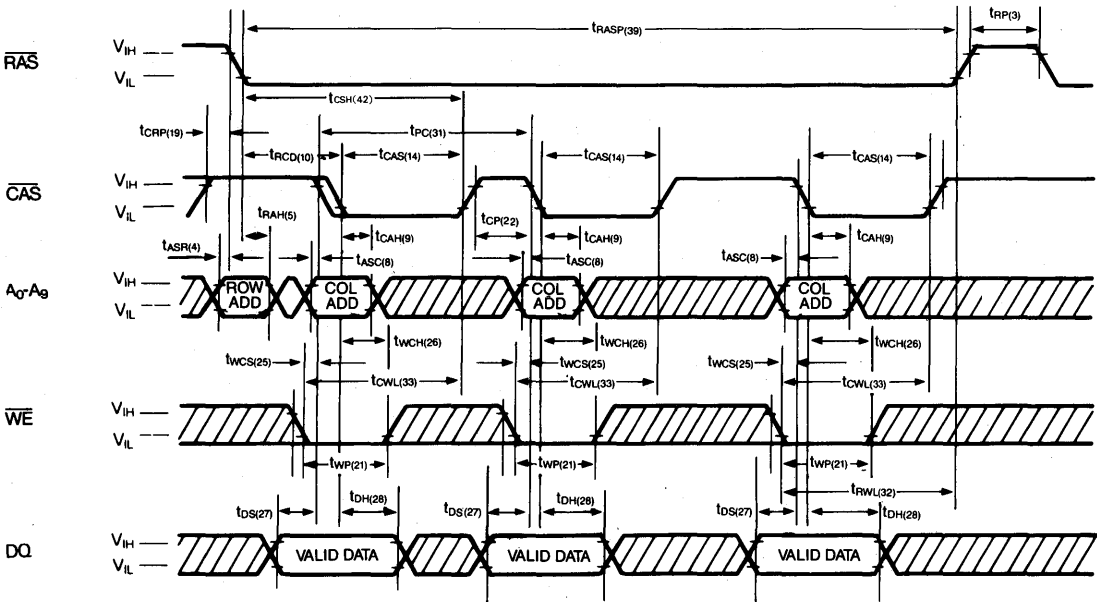 tRP(3)
tRASP(39)
RAS
VIH
VIL
tCSH(42)
tCRP(19)
tPC(31)
tRCD(10)
tCAS(14)
tCAS(14)
tCAS(14)
CAS
VIH
VIL
tRAH(5)
tCP(22)
tCAH(9)
tCAH(9)
tCAH(9)
tASR(4)
tASC(8)
tASC(8)
tASC(8)
A0-A9
VIH
VIL
ROW ADD
COL ADD
COL ADD
COL ADD
tWCH(26)
tWCH(26)
tWCH(26)
tWCS(25)
tWCS(25)
tWCS(25)
tCWL(33)
tCWL(33)
tCWL(33)
WE
VIH
VIL
tWP(21)
tWP(21)
tWP(21)
tRWL(32)
tDS(27)
tDH(28)
tDS(27)
tDH(28)
tDS(27)
tDH(28)
DQ
VIH
VIL
VALID DATA
VALID DATA
VALID DATA